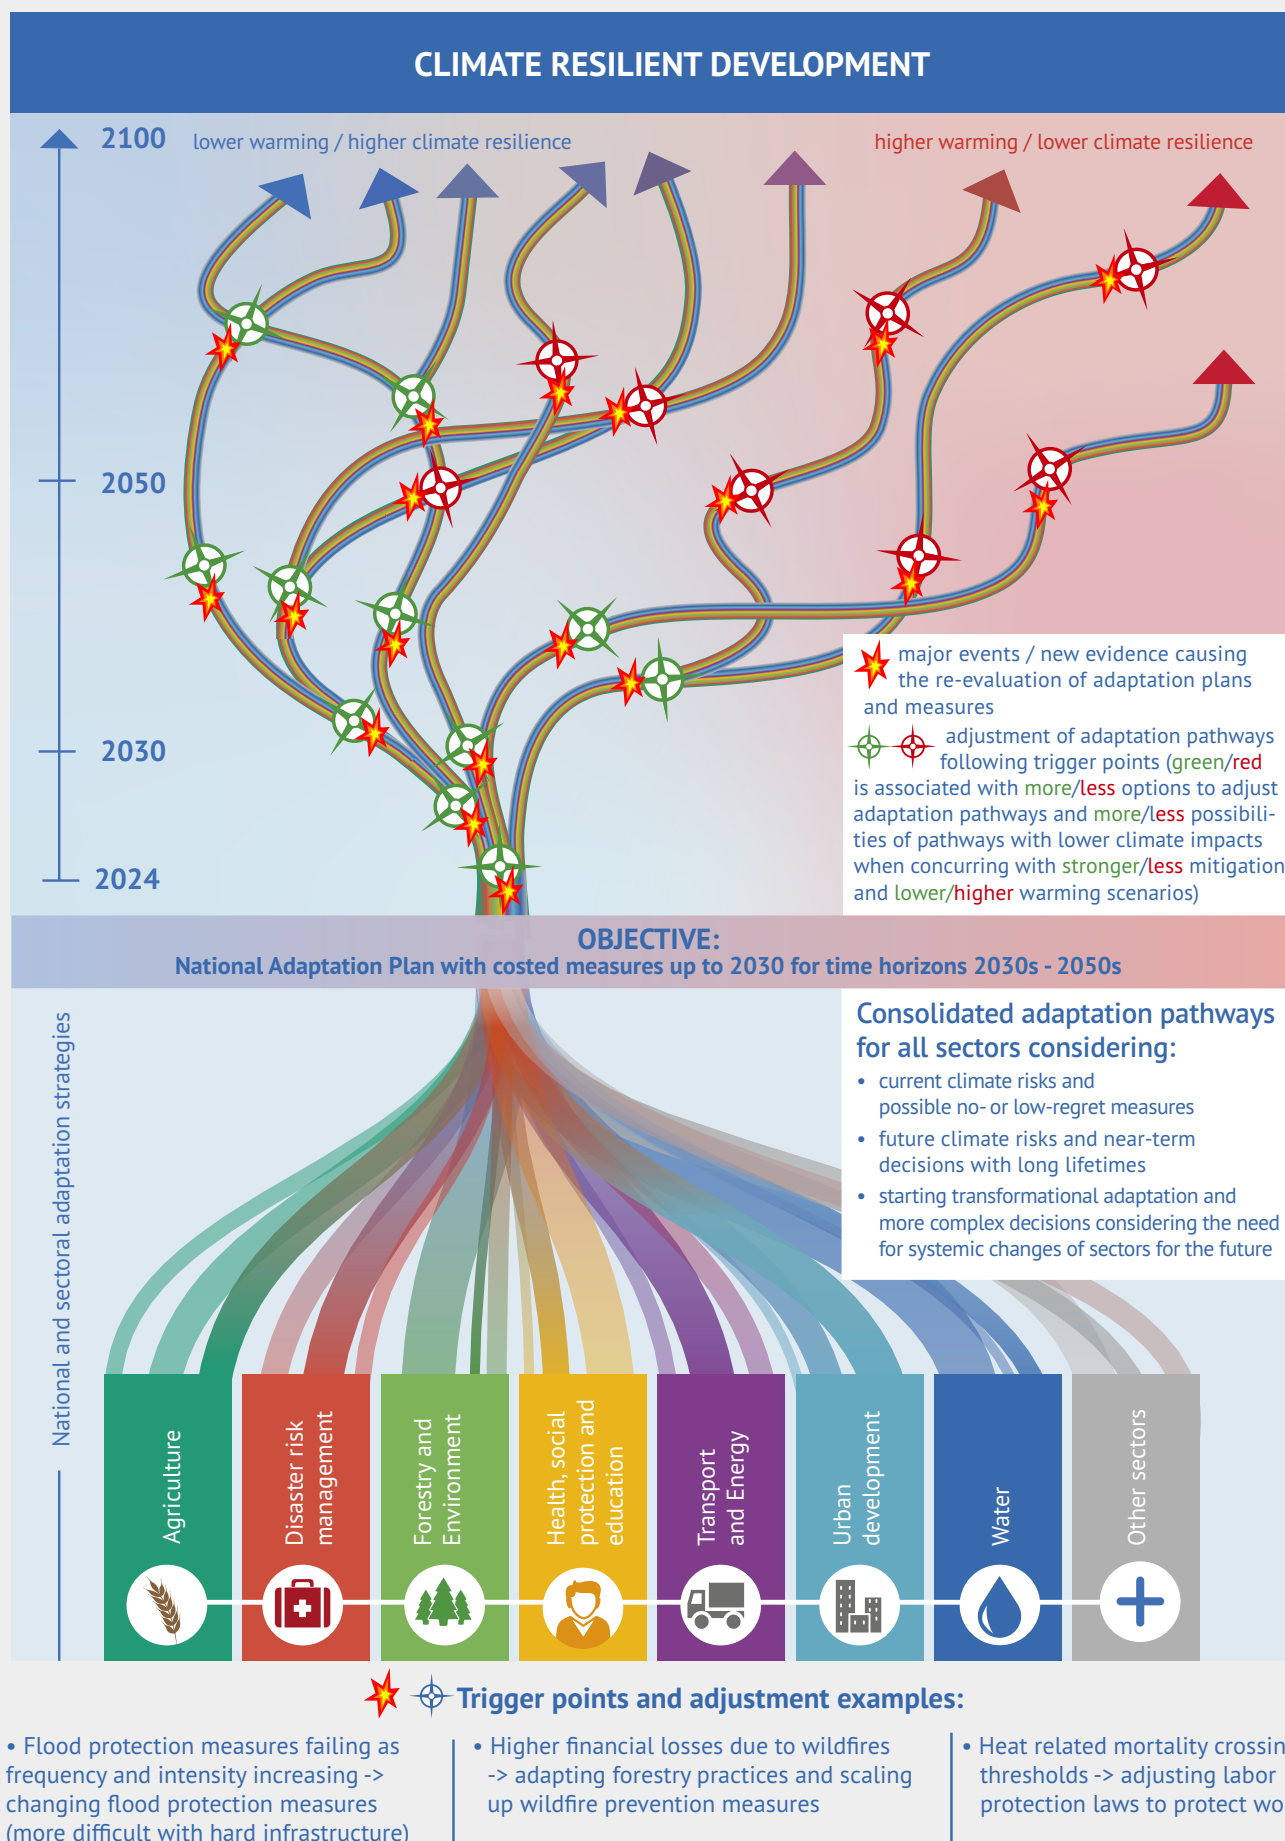 CLIMATE RESILIENT DEVELOPMENT
2100
lower warming / higher climate resilience
higher warming / lower climate resilience
2050
2030
2024
major events / new evidence causing
the re-evaluation of adaptation plans
and measures
adjustment of adaptation pathways
following trigger points (green/red
is associated with more/less options to adjust
adaptation pathways and more/less possibili-
ties of pathways with lower climate impacts
when concurring with stronger/less mitigation
and lower/higher warming scenarios)
OBJECTIVE:
National Adaptation Plan with costed measures up to 2030 for time horizons 2030s - 2050s
National and sectoral adaptation strategies
Consolidated adaptation pathways
for all sectors considering:
• current climate risks and
possible no- or low-regret measures
• future climate risks and near-term
decisions with long lifetimes
• starting transformational adaptation and
more complex decisions considering the need
for systemic changes of sectors for the future
Agriculture
Disaster risk
management
Forestry and
Environment
Health, social
protection and
education
Transport
and Energy
Urban
development
Water
Other sectors
Trigger points and adjustment examples:
• Flood protection measures failing as
frequency and intensity increasing ->
changing flood protection measures
(more difficult with hard infrastructure)
• Higher financial losses due to wildfires
-> adapting forestry practices and scaling
up wildfire prevention measures
• Heat related mortality
thresholds -> adjusting labor
protection laws to protect